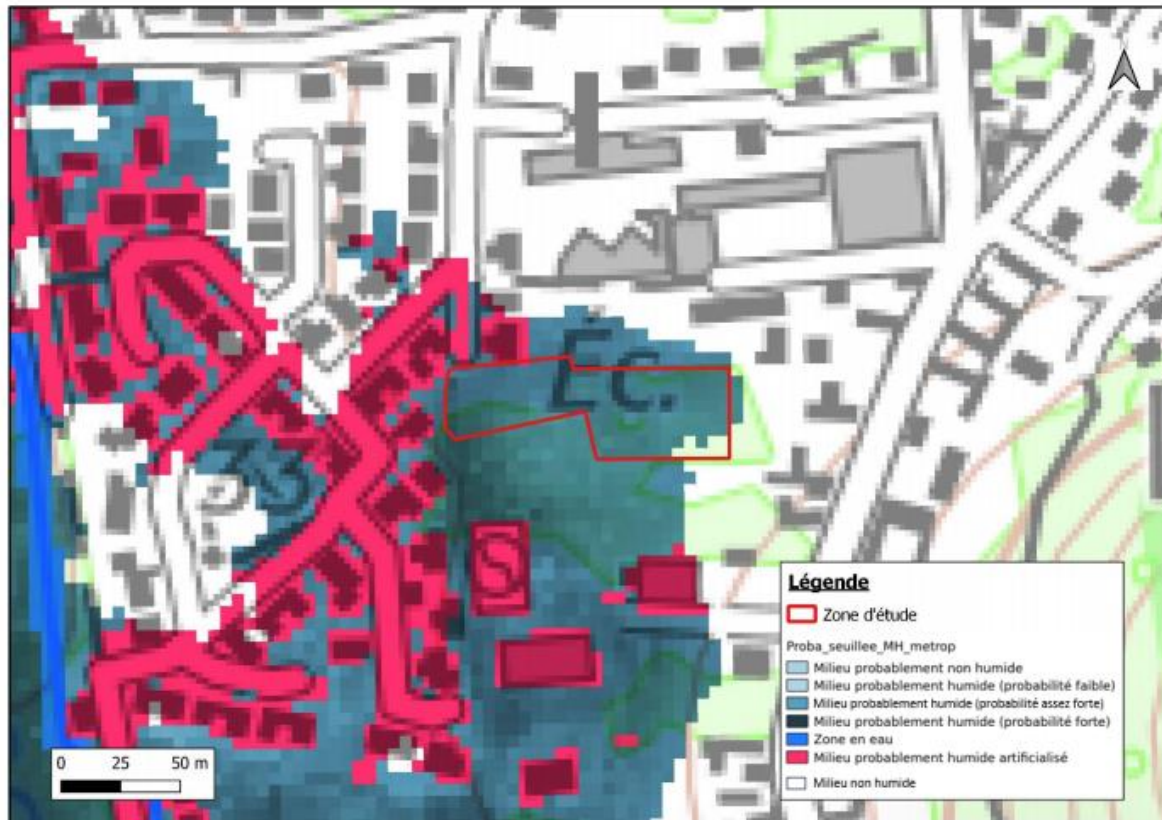 Éc.
33
S
Légende
Zone d'étude
Proba_seuillee_MH_metrop
Milieu probablement non humide
Milieu probablement humide (probabilité faible)
Milieu probablement humide (probabilité assez forte)
Milieu probablement humide (probabilité forte)
Zone en eau
Milieu probablement humide artificialisé
Milieu non humide
0 25 50 m